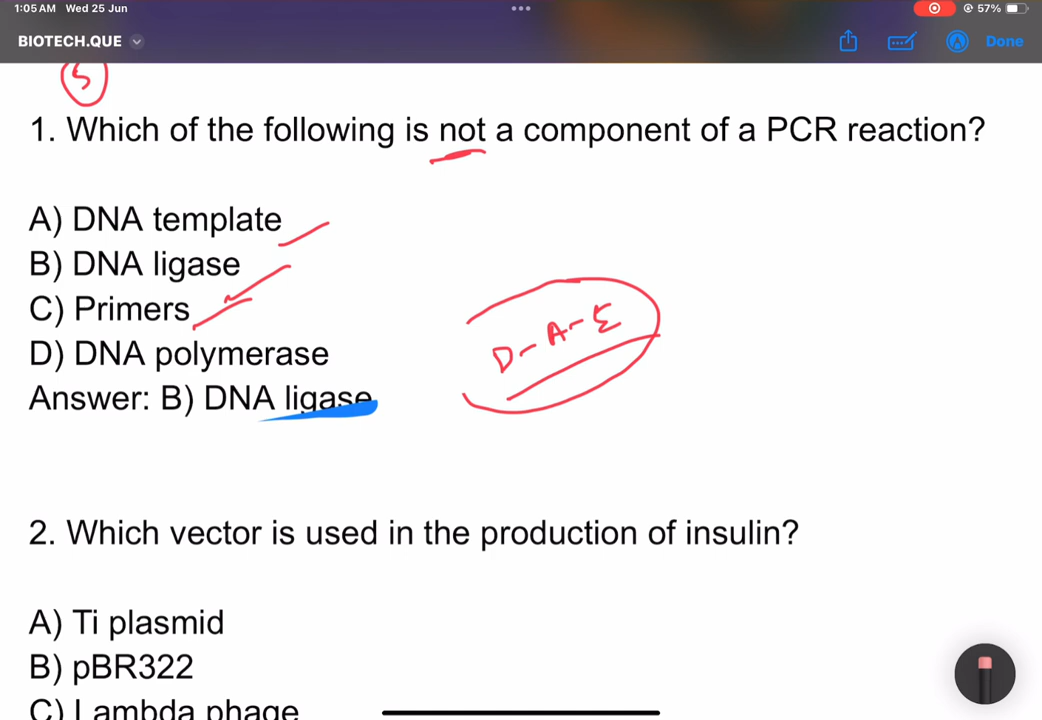 1:05 AM Wed 25 Jun
57%
BIOTECH.QUE
Done
5
1. Which of the following is not a component of a PCR reaction?
A) DNA template
B) DNA ligase
C) Primers
D) DNA polymerase
Answer: B) DNA ligase
D-A-E
2. Which vector is used in the production of insulin?
A) Ti plasmid
B) pBR322
C) Lambda phage